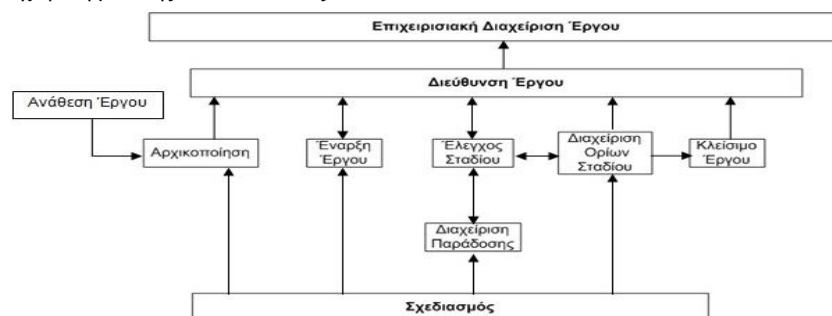 Επιχειρισιακή Διαχείριση Έργου
Διεύθυνση Έργου
Ανάθεση Έργου
Αρχικοποίηση
Έναρξη
Έργου
Έλεγχος
Σταδίου
Διαχείριση
Ορίων
Σταδίου
Κλείσιμο
Έργου
Διαχείριση
Παράδοσης
Σχεδιασμός